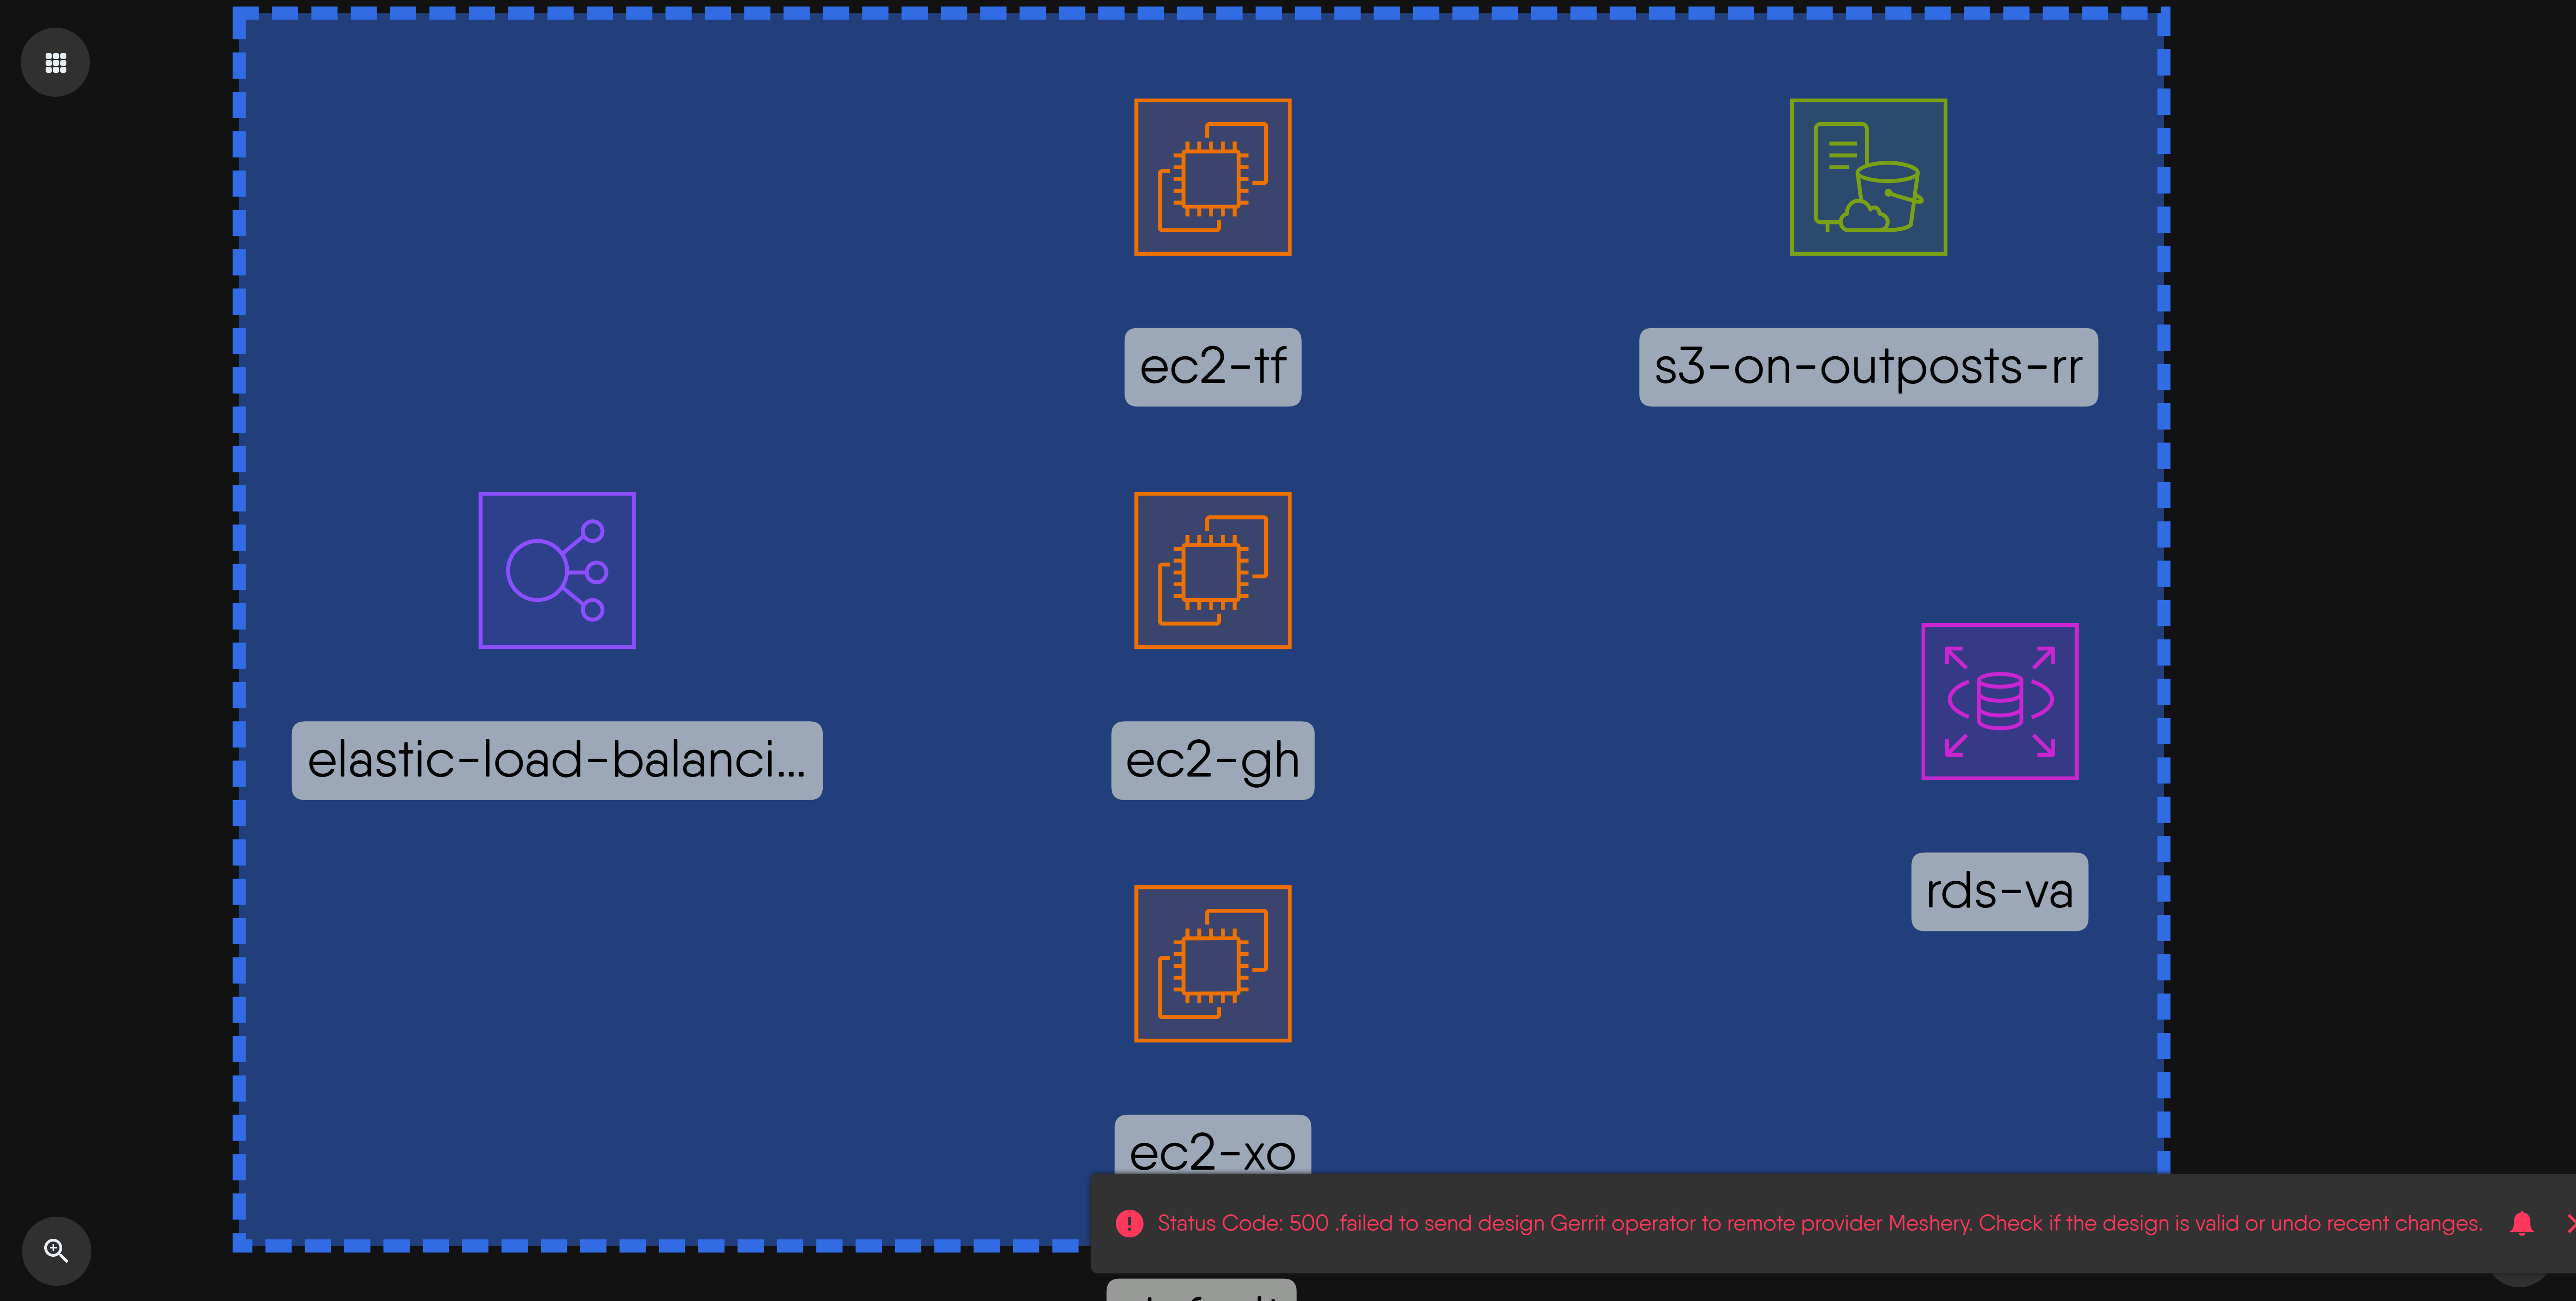 ec2-tf
s3-on-outposts-rr
elastic-load-balanci...
ec2-gh
rds-va
ec2-xo
Status Code: 500 .failed to send design Gerrit operator to remote provider Meshery. Check if the design is valid or undo recent changes.